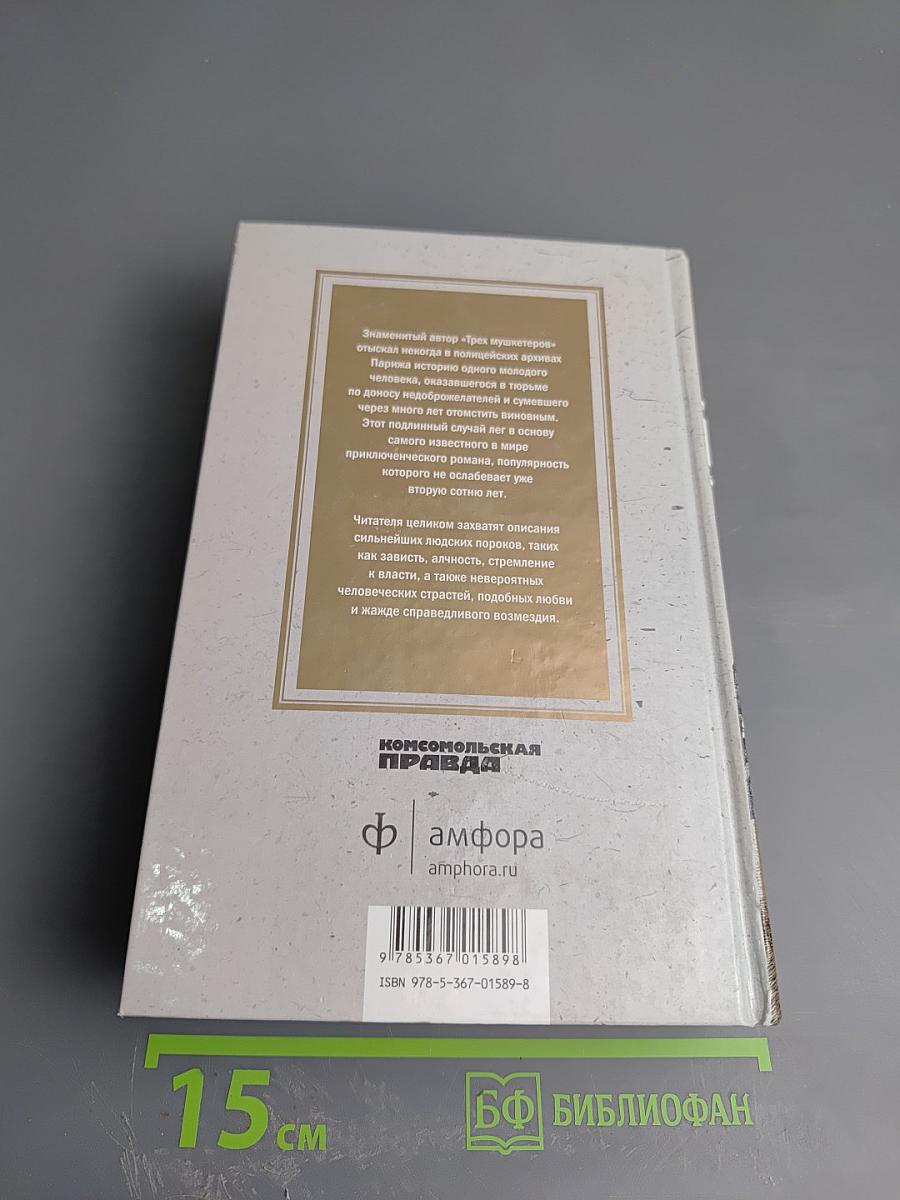 Знаменитый автор «Трех мушкетеров»
отыскал некогда в полицейских архивах
Парижа историю одного молодого
человека, оказавшегося в тюрьме
по доносу недоброжелателей и сумевшего
через много лет отомстить виновным.
Этот подлинный случай лег в основу
самого известного в мире
приключенческого романа, популярность
которого не ослабевает уже
вторую сотню лет.
Читателя целиком захватят описания
сильнейших людских пороков, таких
как зависть, алчность, стремление
к власти, а также невероятных
человеческих страстей, подобных любви
и жажде справедливого возмездия.
КОМСОМОЛЬСКАЯ
ПРАВДА
амфора
amphora.ru
9 785367 015898
ISBN 978-5-367-01589-8
15 см
БФ БИБЛИОФАН